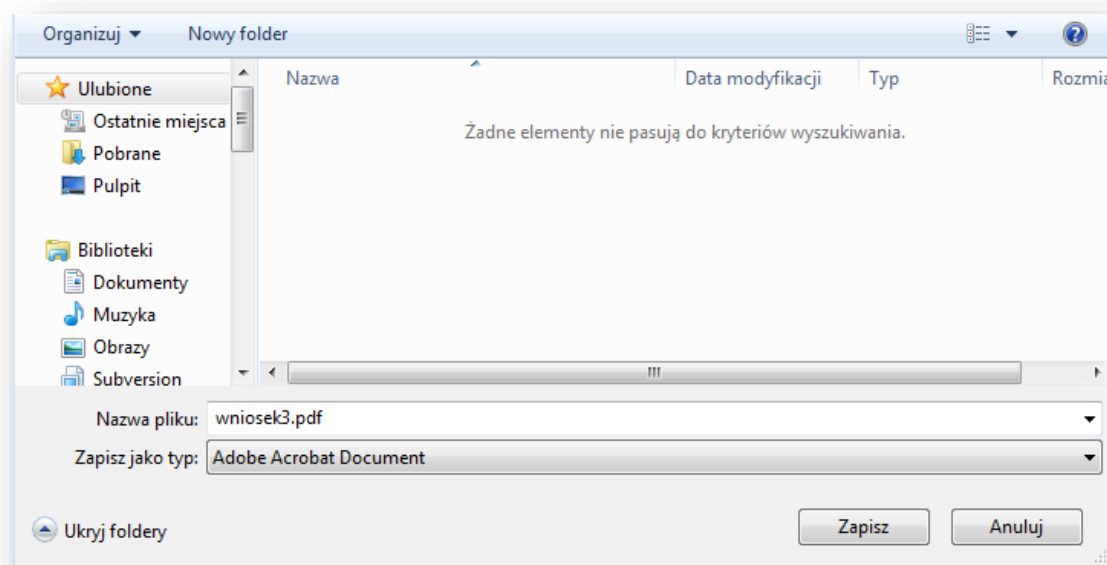 Organizuj Nowy folder
Nazwa Data modyfikacji Typ Rozmia
Żadne elementy nie pasują do kryteriów wyszukiwania.
Ulubione
Ostatnie miejsca
Pobrane
Pulpit
Biblioteki
Dokumenty
Muzyka
Obrazy
Subversion
Nazwa pliku: wniosek3.pdf
Zapisz jako typ: Adobe Acrobat Document
Ukryj foldery Zapisz Anuluj